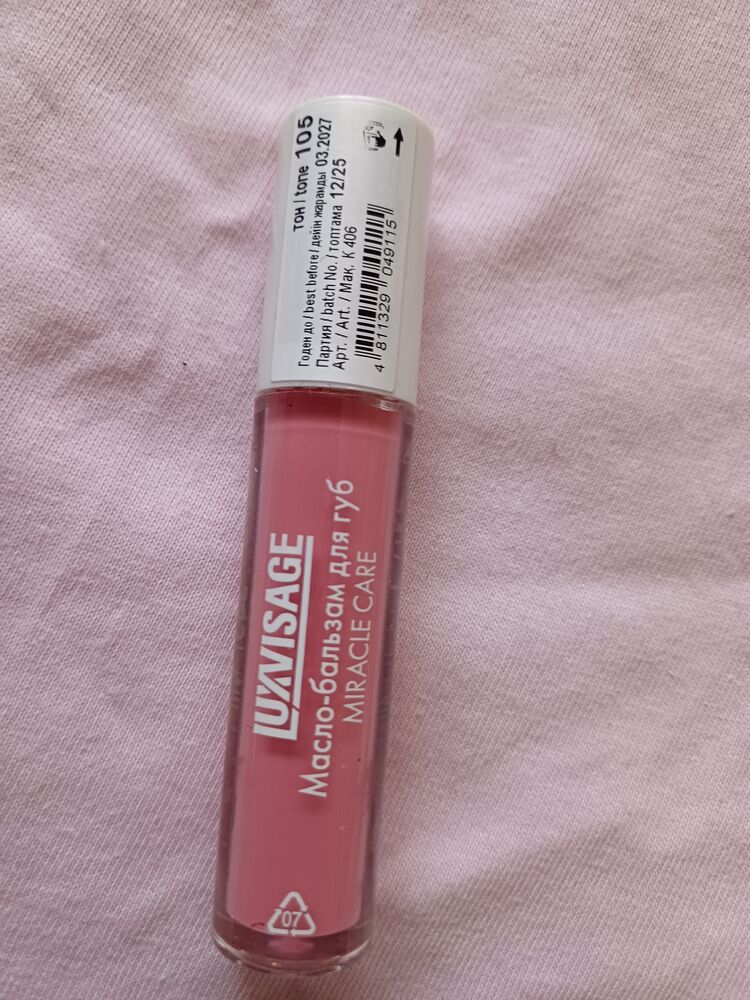 тон / tone 105
Годен до / best before / дейін жарамды 03.2027
Партия / batch No. / топтама 12/25
Арт. / Art. / Мақ. K 406
4 811329 049115
LUXVISAGE
Масло-бальзам для губ
MIRACLE CARE
07